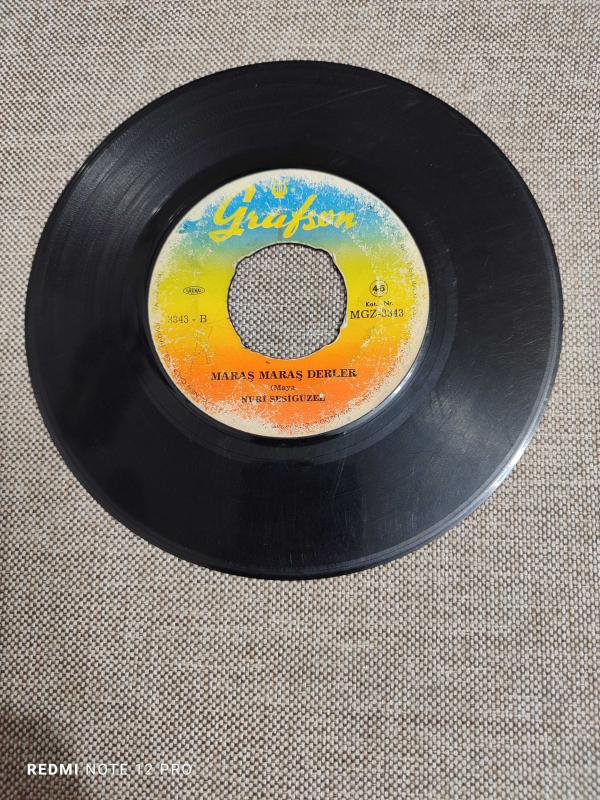 Grafson
45
Kat. Nr.
3343 - B
MGZ-3343
MARAŞ MARAŞ DERLER
(Maya
NURİ SESİGÜZEL
REDMI NOTE 12 PRO